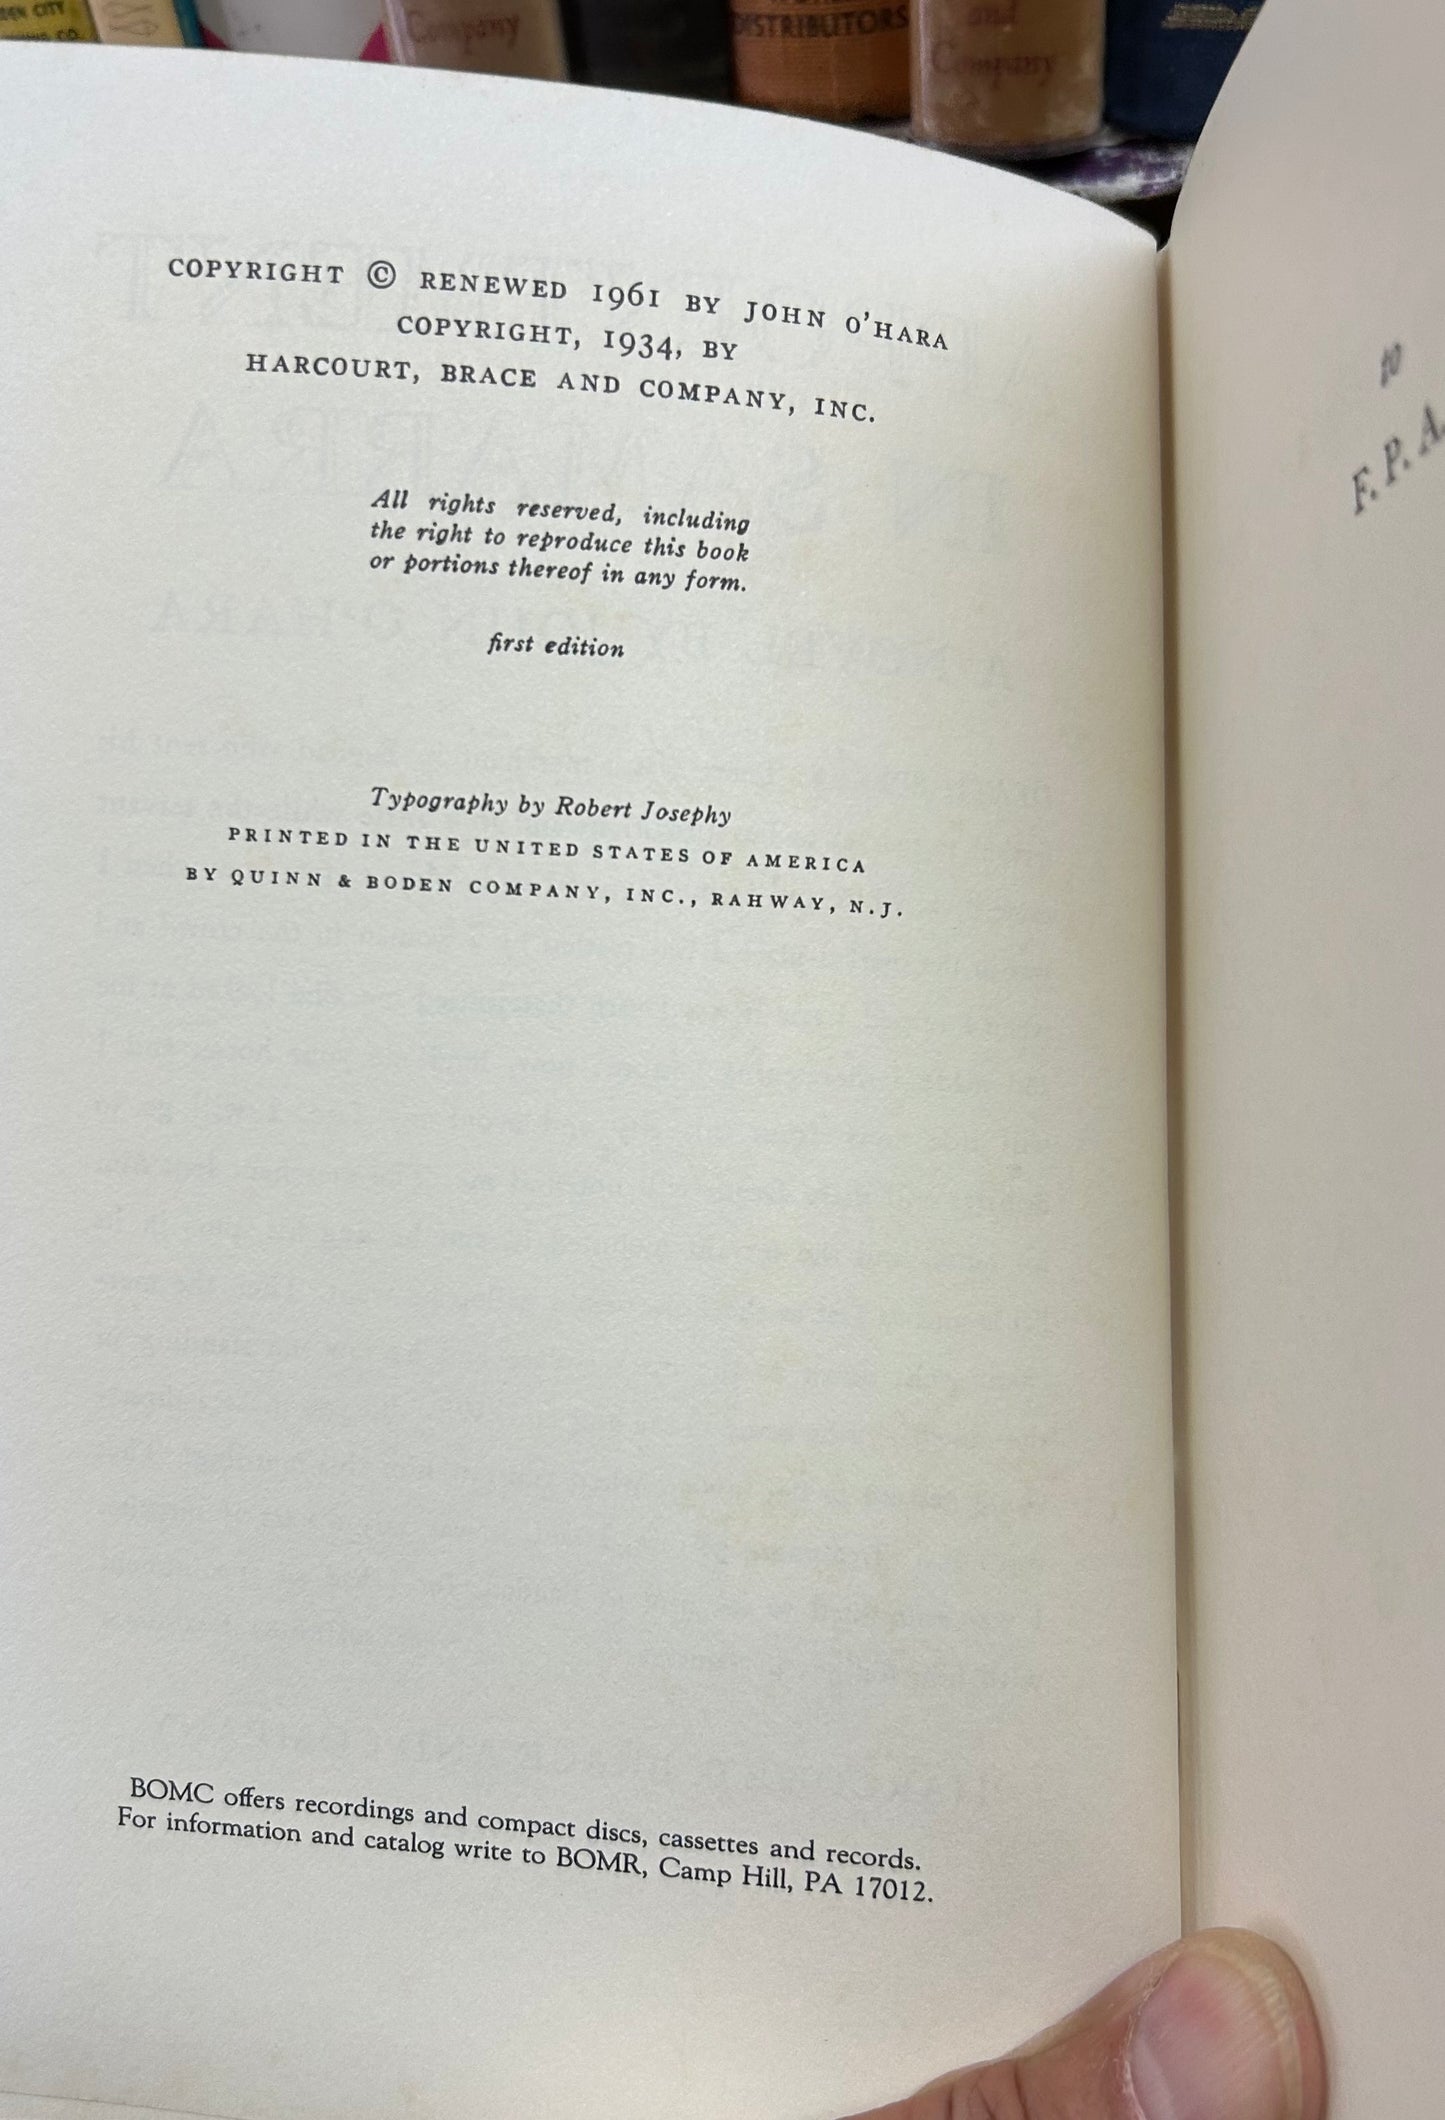 DEN CITY
CO.
Company
DISTRIBUTORS
and
Company
COPYRIGHT © RENEWED 1961 BY JOHN O'HARA
COPYRIGHT, 1934, BY
HARCOURT, BRACE AND COMPANY, INC.
All rights reserved, including
the right to reproduce this book
or portions thereof in any form.
first edition
Typography by Robert Josephy
PRINTED IN THE UNITED STATES OF AMERICA
BY QUINN & BODEN COMPANY, INC., RAHWAY, N.J.
BOMC offers recordings and compact discs, cassettes and records.
For information and catalog write to BOMR, Camp Hill, PA 17012.
to
F. P. A.